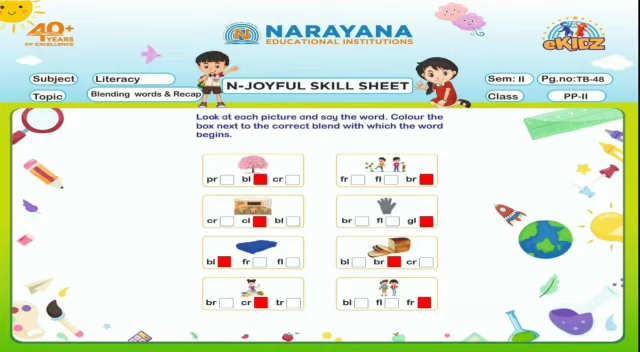 40+
YEARS
OF EXCELLENCE
NARAYANA
EDUCATIONAL INSTITUTIONS
eKIdZ
Subject Literacy
Topic Blending words & Recap
N-JOYFUL SKILL SHEET
Sem: II Pg.no:TB-48
Class PP-II
Look at each picture and say the word. Colour the
box next to the correct blend with which the word
begins.
pr bl cr
fr fl br
cr cl bl
br fl gl
bl fr fl
bl br cr
br cr tr
bl fl fr